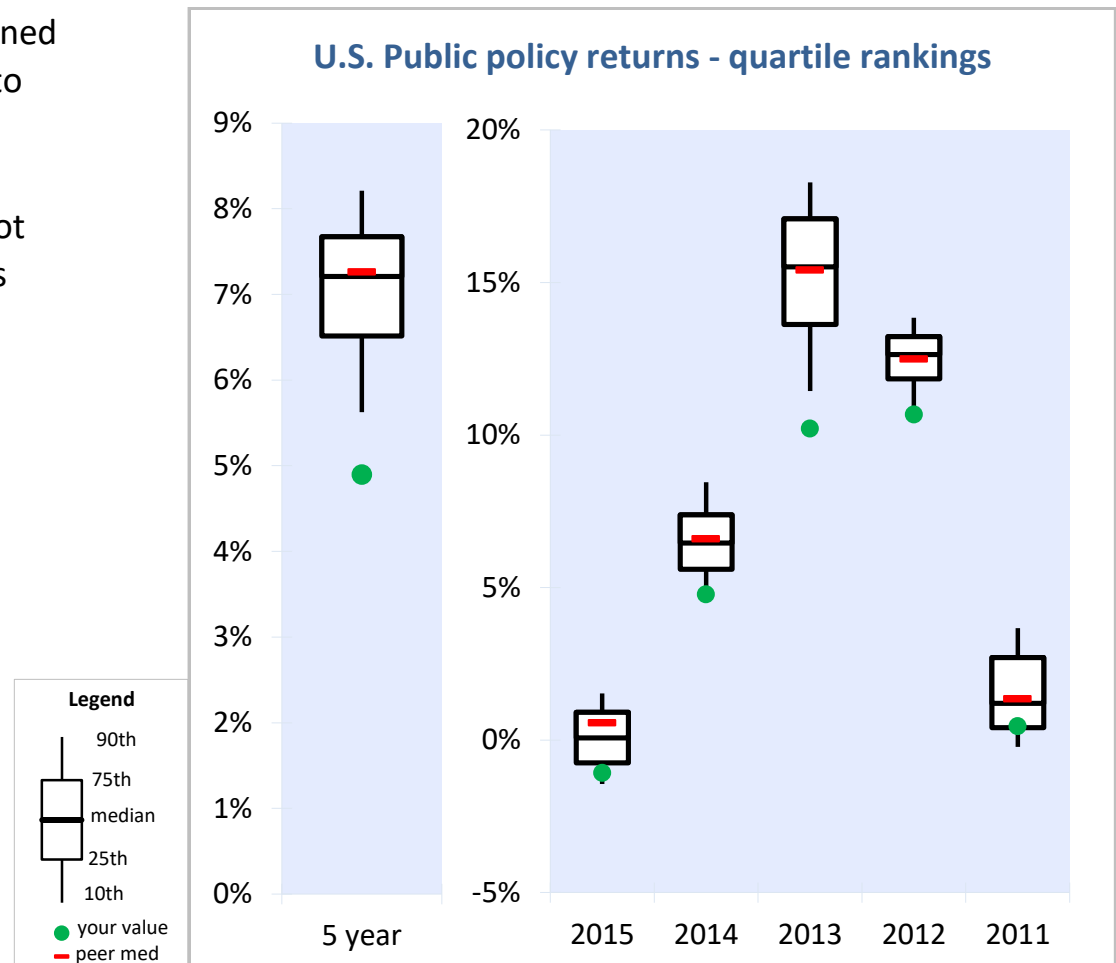 ned
to
ot
s
U.S. Public policy returns - quartile rankings
9%
8%
7%
6%
5%
4%
3%
2%
1%
0%
5 year
20%
15%
10%
5%
0%
-5%
2015 2014 2013 2012 2011
Legend
90th
75th
median
25th
10th
your value
peer med